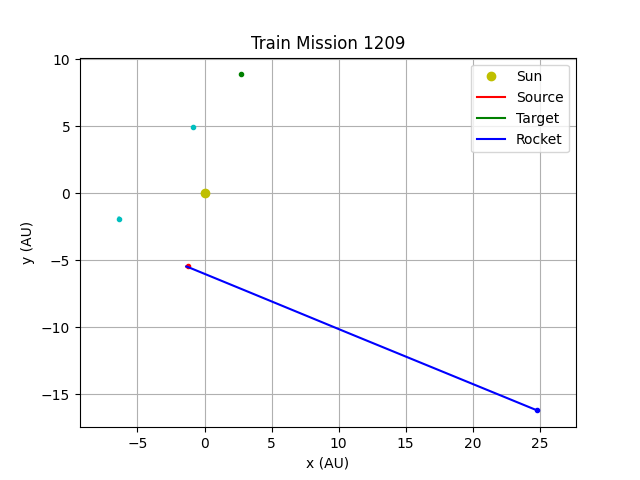 Train Mission 1209
10
5
0
−5
−10
−15
y (AU)
−5
0
5
10
15
20
25
x (AU)
Sun
Source
Target
Rocket